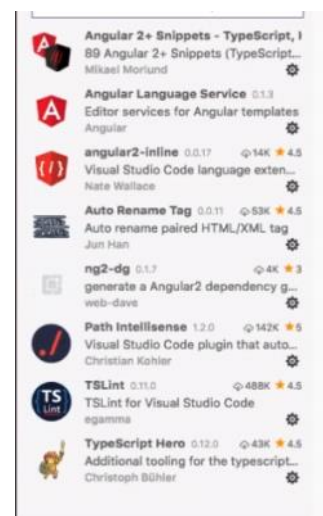 Angular 2+ Snippets - TypeScript, H
89 Angular 2+ Snippets (TypeScript...
Mikael Morlund
Angular Language Service 0.1.3
Editor services for Angular templates
Angular
angular2-inline 0.0.17 14K 4.5
Visual Studio Code language exten...
Nate Wallace
Auto Rename Tag 0.0.11 53K 4.5
Auto rename paired HTML/XML tag
Jun Han
ng2-dg 0.1.7 4K 3
generate a Angular2 dependency g...
web-dave
Path Intellisense 1.2.0 142K 5
Visual Studio Code plugin that auto...
Christian Kohler
TS
Lint
TSLint 0.11.0 488K 4.5
TSLint for Visual Studio Code
egamma
TypeScript Hero 0.12.0 43K 4.5
Additional tooling for the typescript...
Christoph Bühler